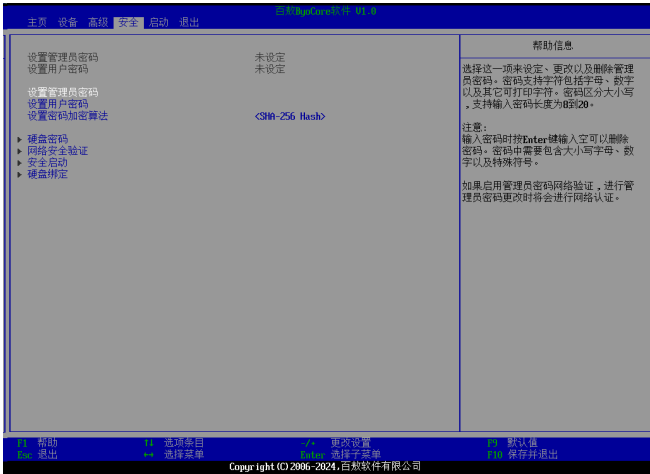 百敖ByoCore软件 V1.0
主页 设备 高级 安全 启动 退出
设置管理员密码 未设定
设置用户密码 未设定
设置管理员密码
设置用户密码
设置密码加密算法 <SHA-256 Hash>
硬盘密码
网络安全验证
安全启动
硬盘绑定
帮助信息
选择这一项来设定、更改以及删除管理
员密码。密码支持字符包括字母、数字
以及其它可打印字符。密码区分大小写
，支持输入密码长度为8到20。
注意：
输入密码时按Enter键输入空可以删除
密码。密码中需要包含大小写字母、数
字以及特殊符号。
如果启用管理员密码网络验证，进行管
理员密码更改时将会进行网络认证。
F1 帮助 ↑↓ 选项条目 -/+ 更改设置 F9 默认值
Esc 退出 ←→ 选择菜单 Enter 选择子菜单 F10 保存并退出
Copyright (C) 2006-2024,百敖软件有限公司